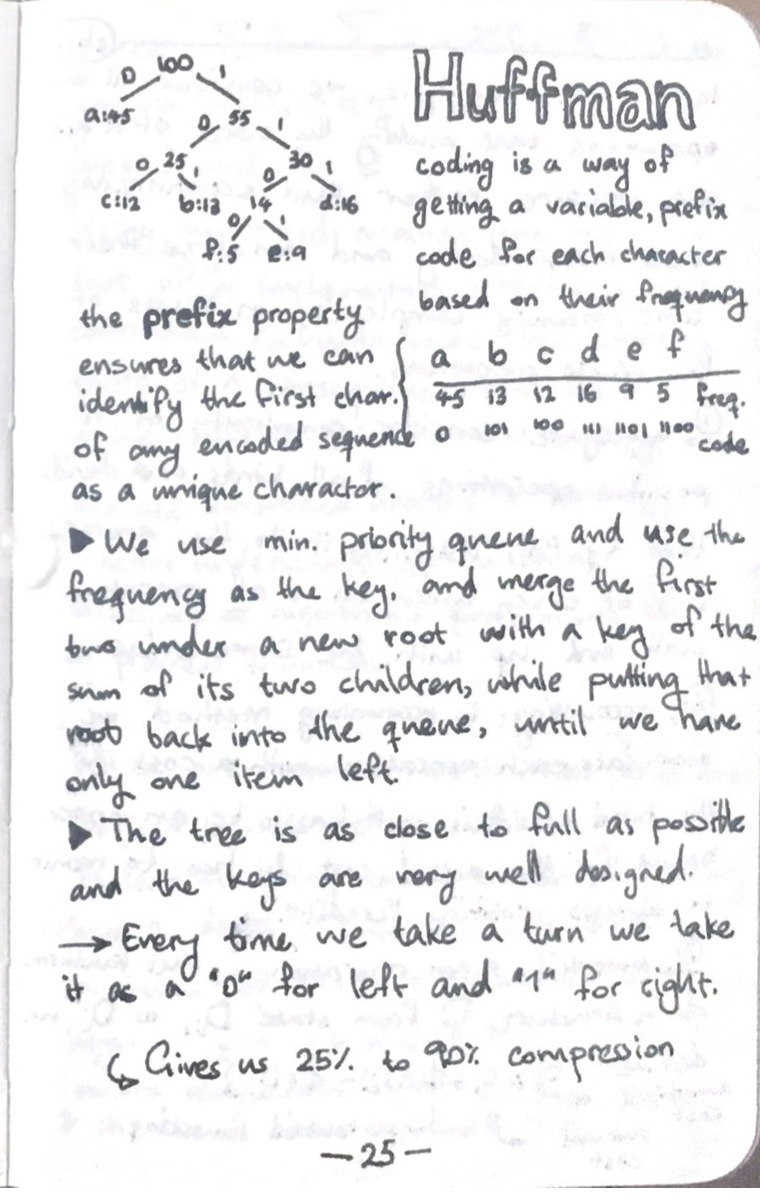 0 100 1
a:45 0 55 1
0 25 1 0 30 1
c:12 b:13 14 d:16
0 1
f:5 e:9
Huffman
coding is a way of
getting a variable, prefix
code for each character
based on their frequency
the prefix property
ensures that we can
identify the first char.
of any encoded sequence
as a unique charactor.
a b c d e f
45 13 12 16 9 5 freq.
0 101 100 111 1101 1100 code
▶ We use min. priority queue and use the
frequency as the key. and merge the first
two under a new root with a key of the
sum of its two children, while putting that
root back into the queue, until we have
only one item left.
▶ The tree is as close to full as possible
and the keys are very well designed.
→ Every time we take a turn we take
it as a "0" for left and "1" for right.
↳ Gives us 25% to 90% compression
- 25 -